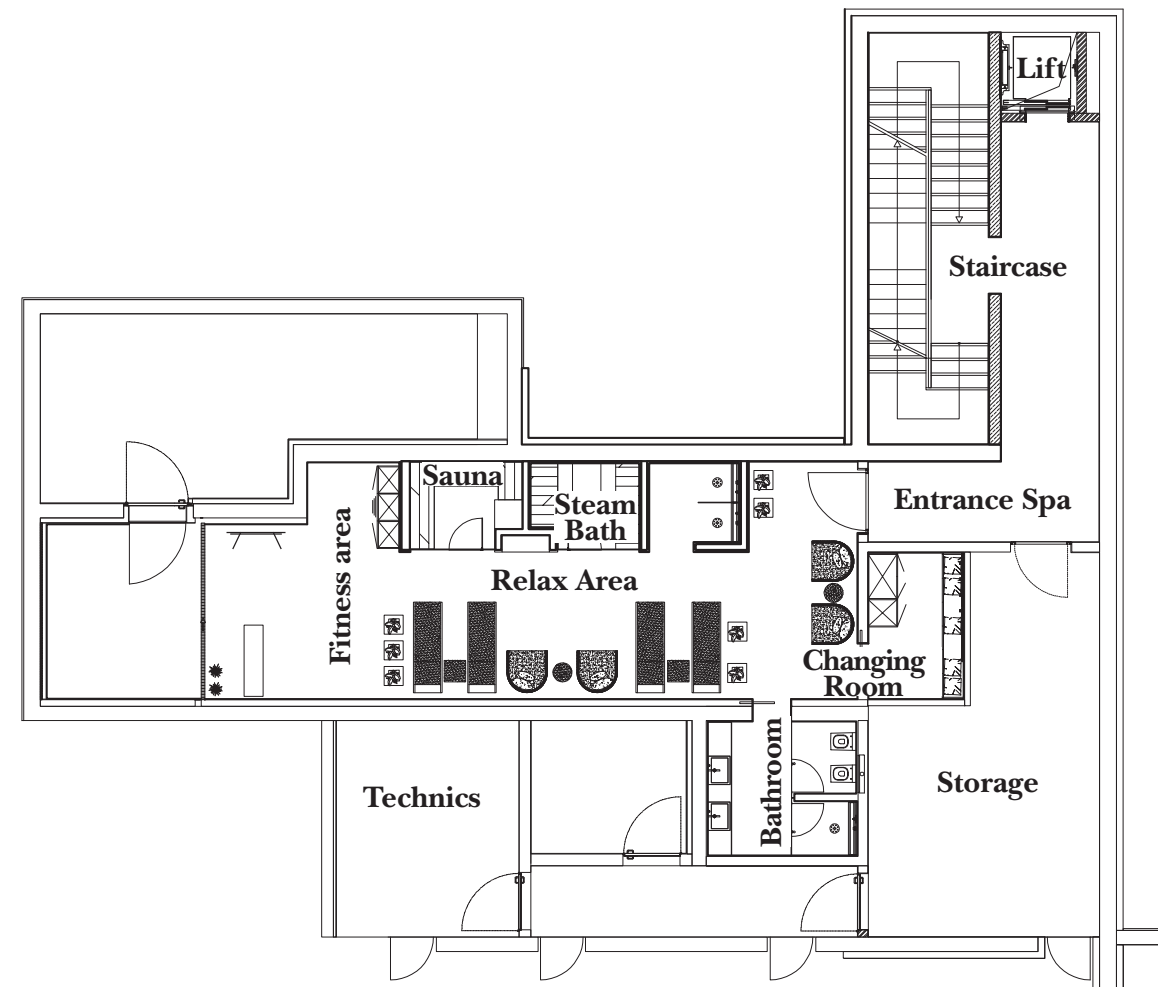 Lift
Staircase
Sauna
Steam
Bath
Entrance Spa
Fitness area
Relax Area
Changing
Room
Bathroom
Technics
Storage